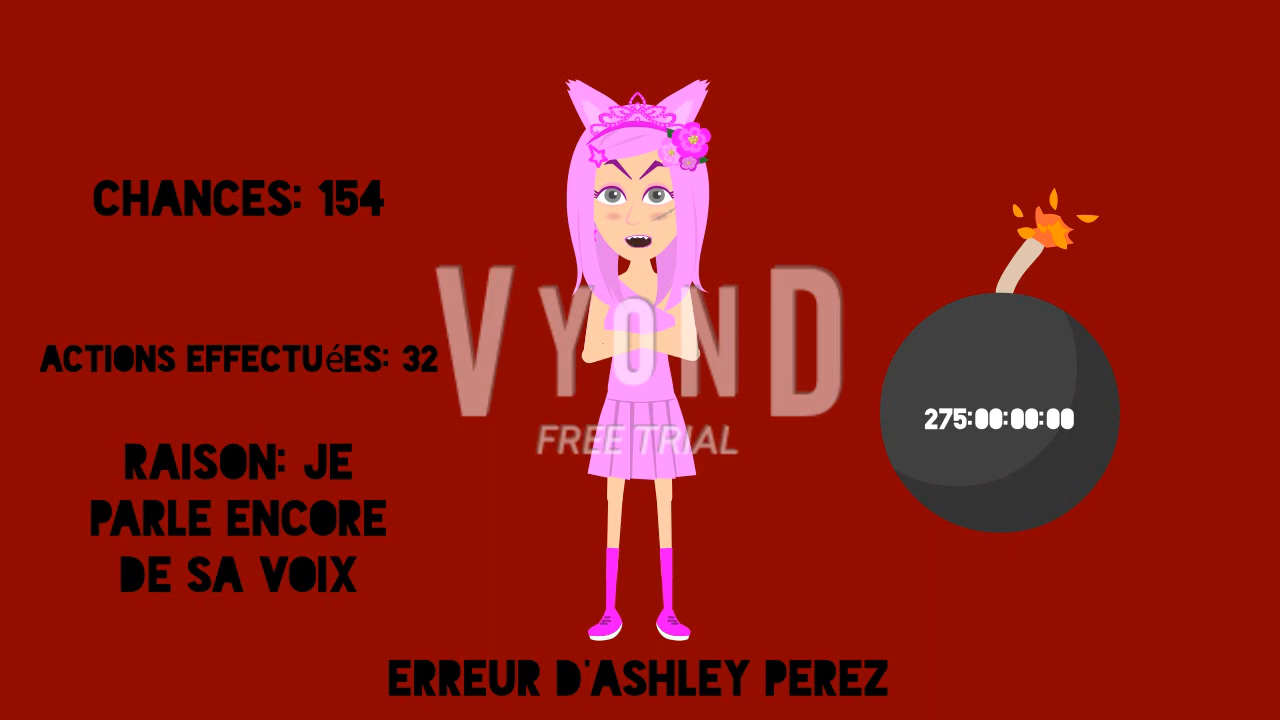 CHANCES: 154
ACTIONS EFFECTUéES: 32
RAISON: JE
PARLE ENCORE
DE SA VOIX
VYOND
FREE TRIAL
275:00:00:00
ERREUR D'ASHLEY PEREZ